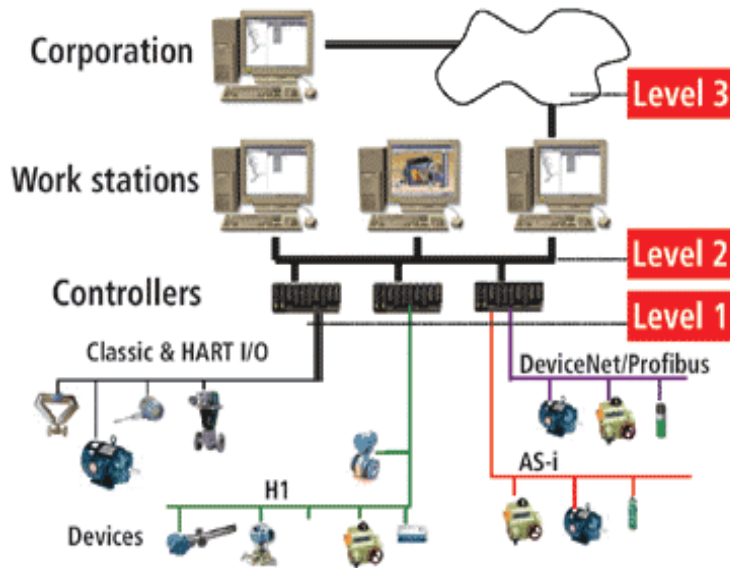 Corporation
Level 3
Work stations
Level 2
Controllers
Level 1
Classic & HART I/O
DeviceNet/Profibus
AS-i
H1
Devices